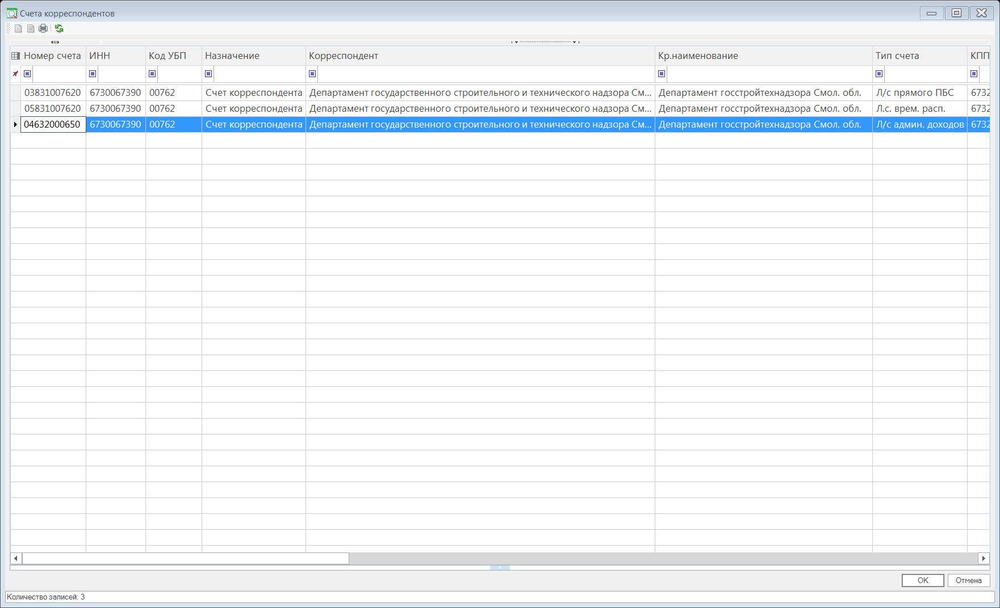 Счета корреспондентов
Номер счета ИНН Код УБП Назначение Корреспондент Кр.наименование Тип счета КПП
03831007620 6730067390 00762 Счет корреспондента Департамент государственного строительного и технического надзора См... Департамент госстройтехнадзора Смол. обл. Л/с прямого ПБС 6732
05831007620 6730067390 00762 Счет корреспондента Департамент государственного строительного и технического надзора См... Департамент госстройтехнадзора Смол. обл. Л.с. врем. расп. 6732
04632000650 6730067390 00762 Счет корреспондента Департамент государственного строительного и технического надзора См... Департамент госстройтехнадзора Смол. обл. Л/с админ. доходов 6732
OK Отмена
Количество записей: 3